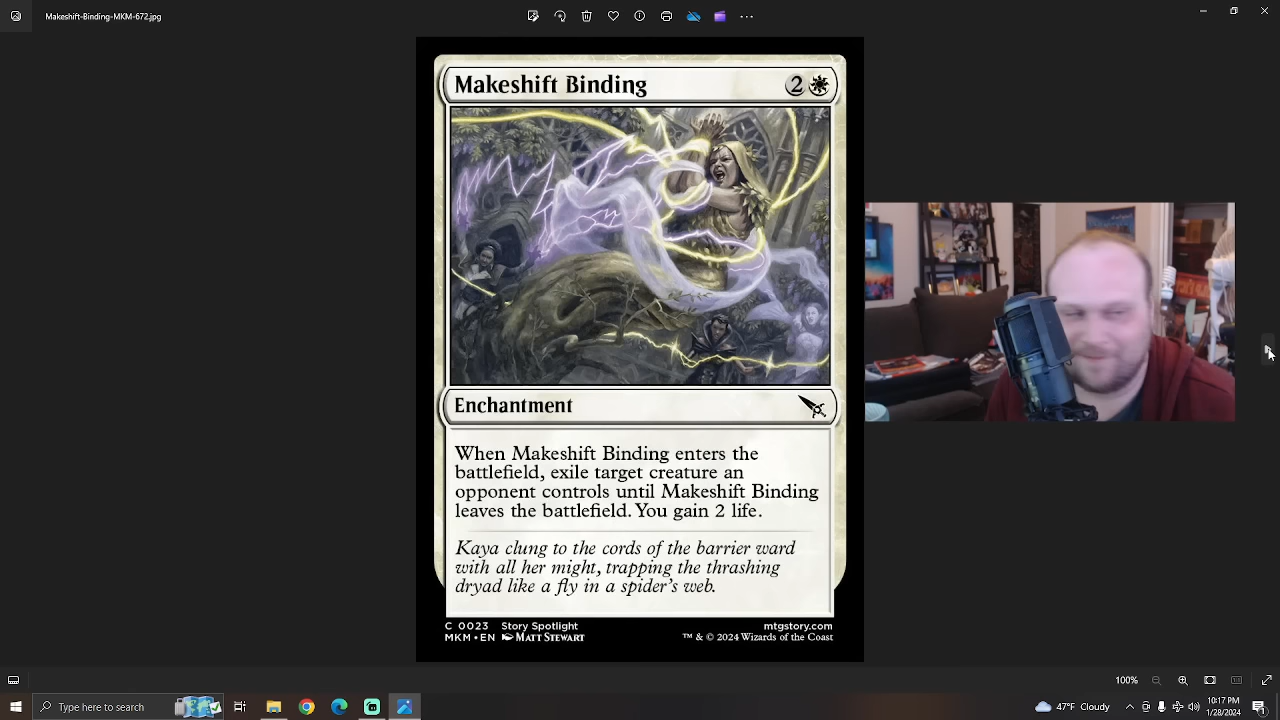 Makeshift-Binding-MKM-672.jpg
Makeshift Binding 2
Enchantment
When Makeshift Binding enters the
battlefield, exile target creature an
opponent controls until Makeshift Binding
leaves the battlefield. You gain 2 life.
Kaya clung to the cords of the barrier ward
with all her might, trapping the thrashing
dryad like a fly in a spider's web.
C 0023 Story Spotlight mtgstory.com
MKM • EN MATT STEWART ™ & © 2024 Wizards of the Coast
100%
Type here to search
47°F Cloudy
10:17 PM
1/28/2024